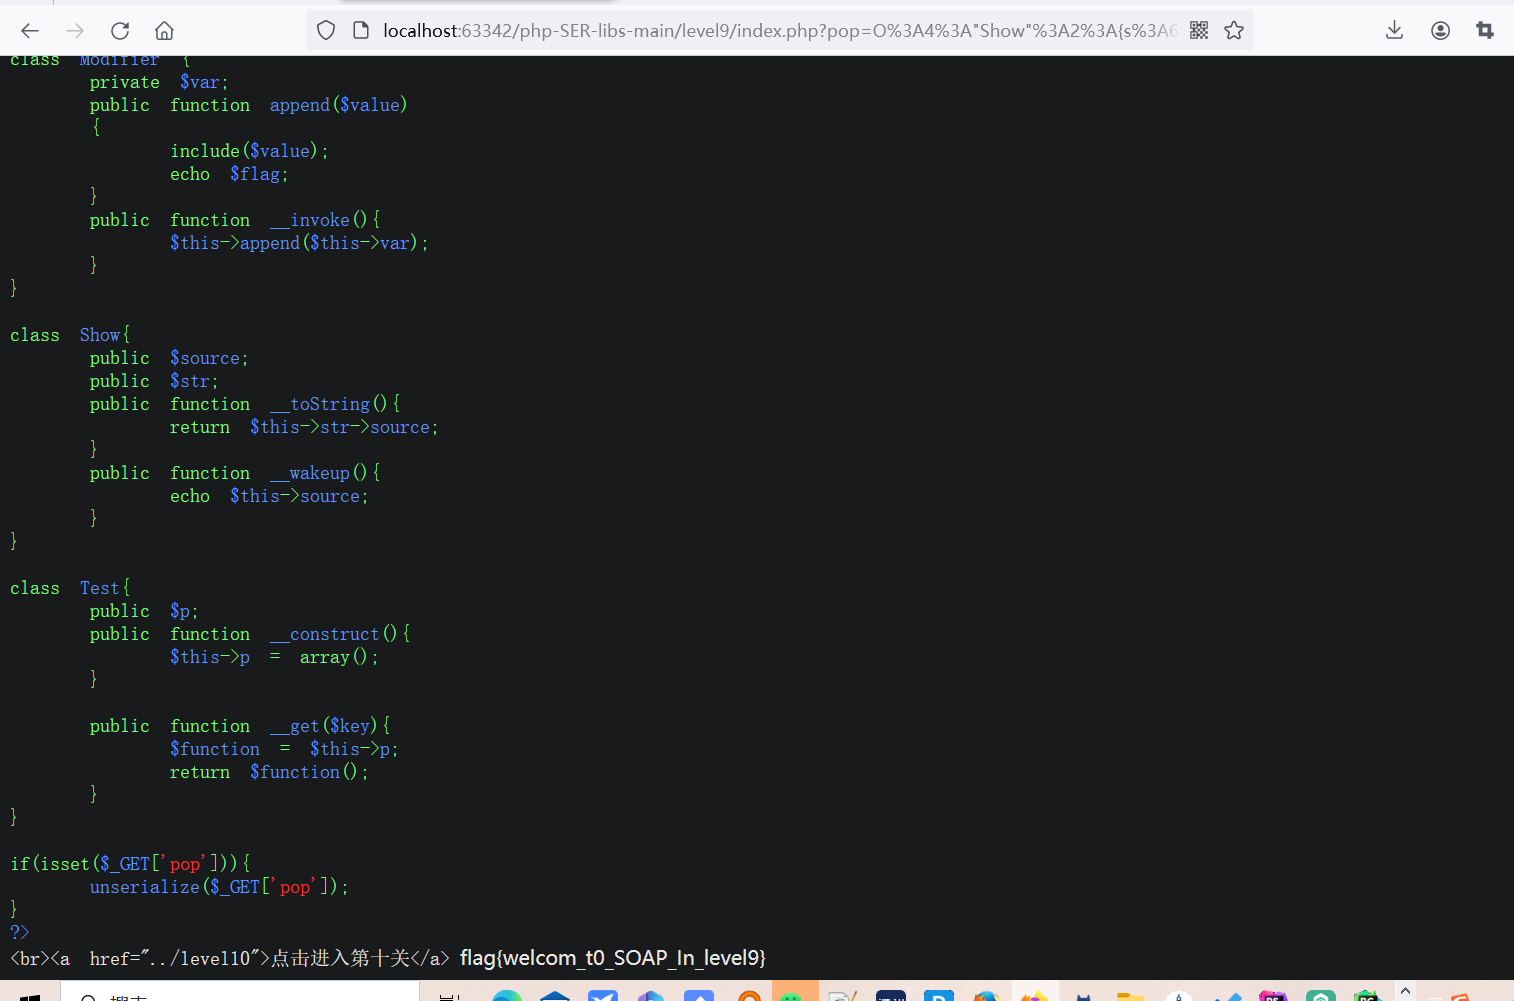 localhost:63342/php-SER-libs-main/level9/index.php?pop=O%3A4%3A"Show"%3A2%3A{s%3A6
class Modifier {
private $var;
public function append($value)
{
include($value);
echo $flag;
}
public function __invoke(){
$this->append($this->var);
}
}
class Show{
public $source;
public $str;
public function __toString(){
return $this->str->source;
}
public function __wakeup(){
echo $this->source;
}
}
class Test{
public $p;
public function __construct(){
$this->p = array();
}
public function __get($key){
$function = $this->p;
return $function();
}
}
if(isset($_GET['pop'])){
unserialize($_GET['pop']);
}
?>
<br><a href="../level10">点击进入第十关</a> flag{welcom_t0_SOAP_In_level9}